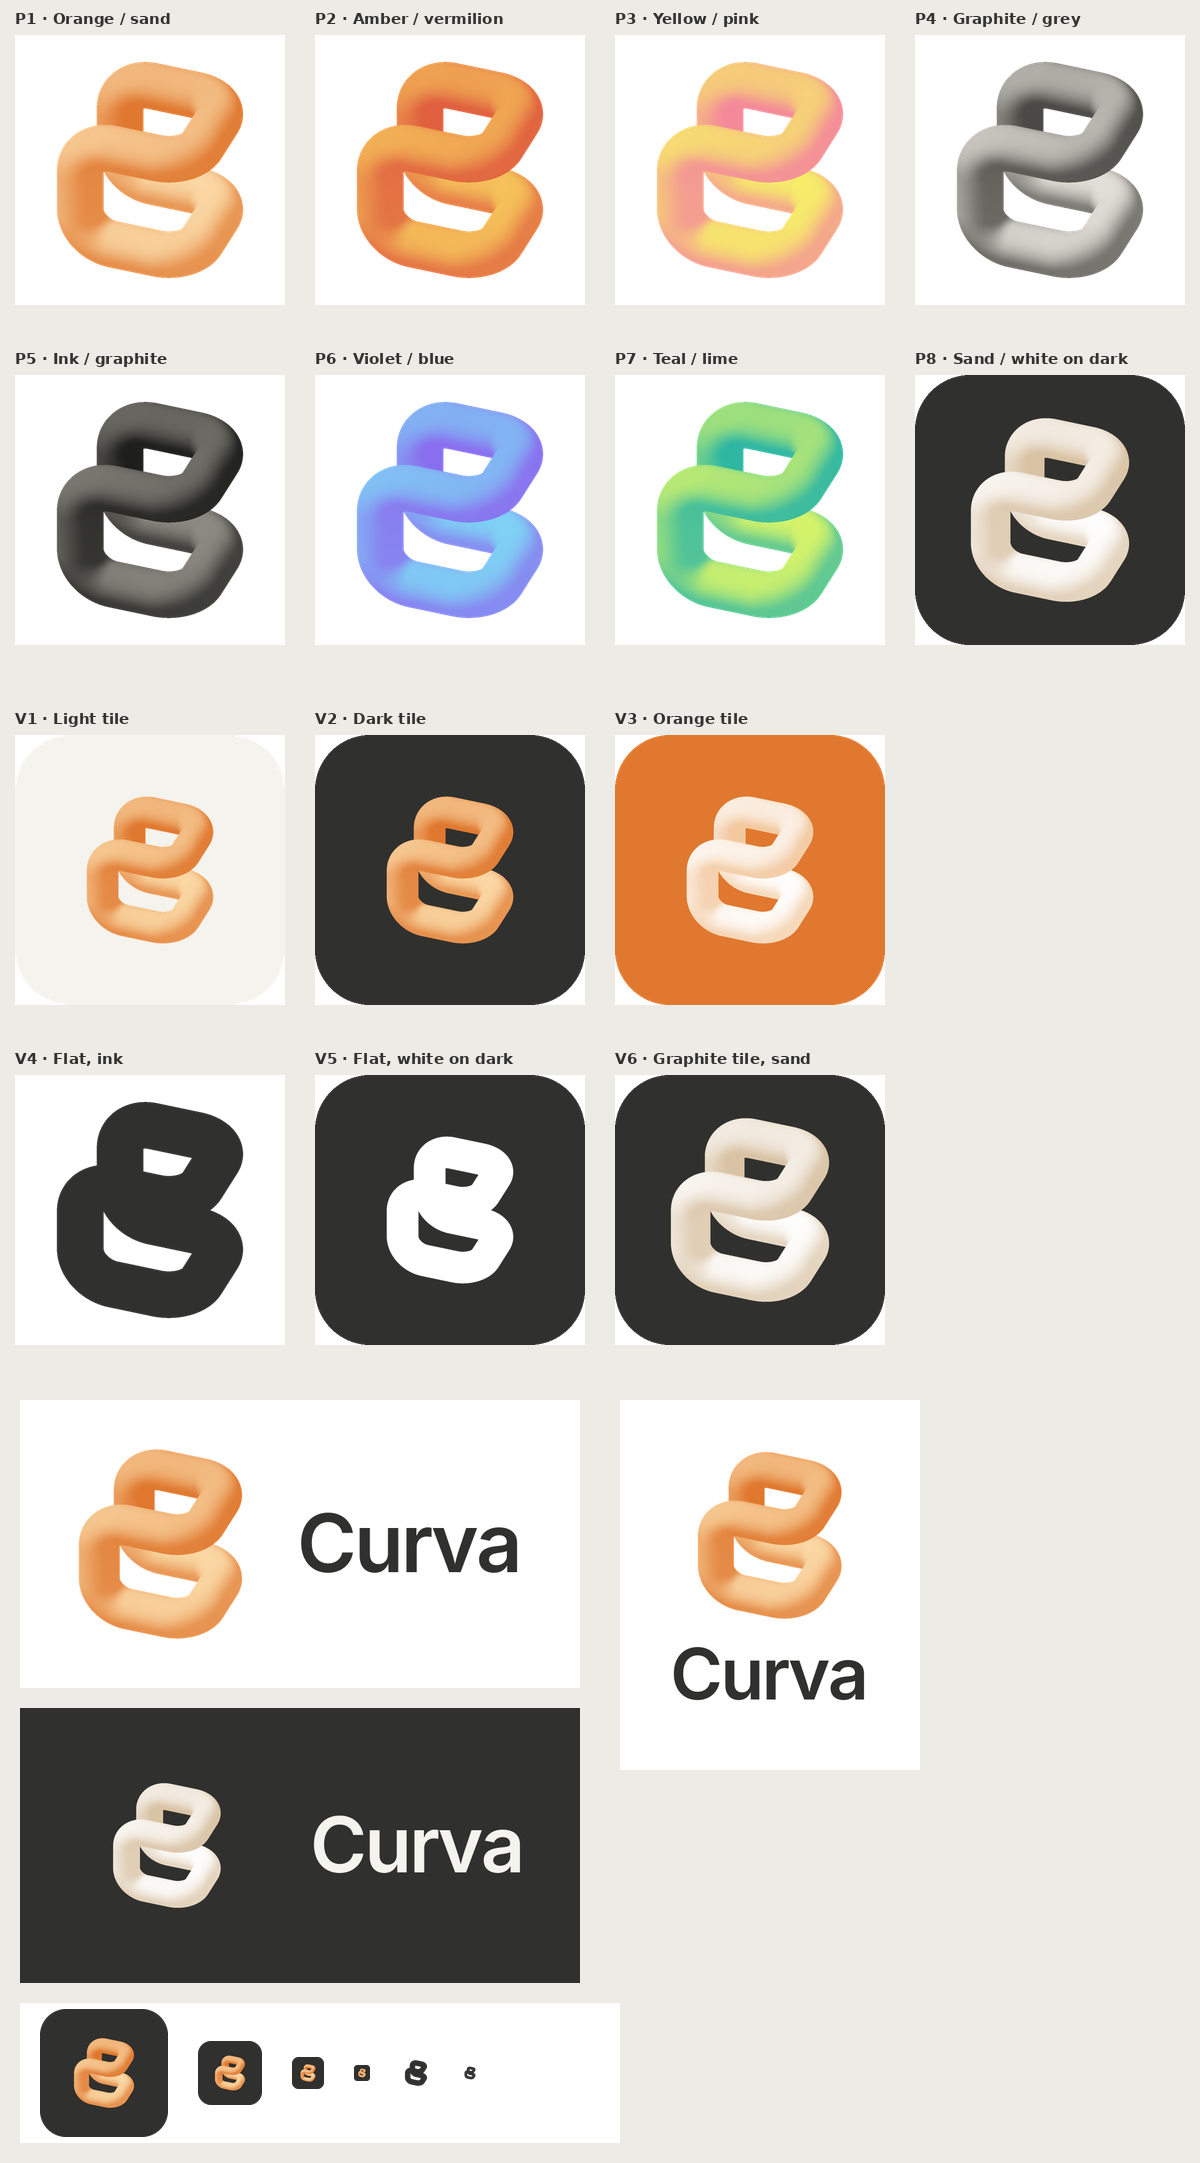 P1 · Orange / sand
P2 · Amber / vermilion
P3 · Yellow / pink
P4 · Graphite / grey
P5 · Ink / graphite
P6 · Violet / blue
P7 · Teal / lime
P8 · Sand / white on dark
V1 · Light tile
V2 · Dark tile
V3 · Orange tile
V4 · Flat, ink
V5 · Flat, white on dark
V6 · Graphite tile, sand
Curva
Curva
Curva